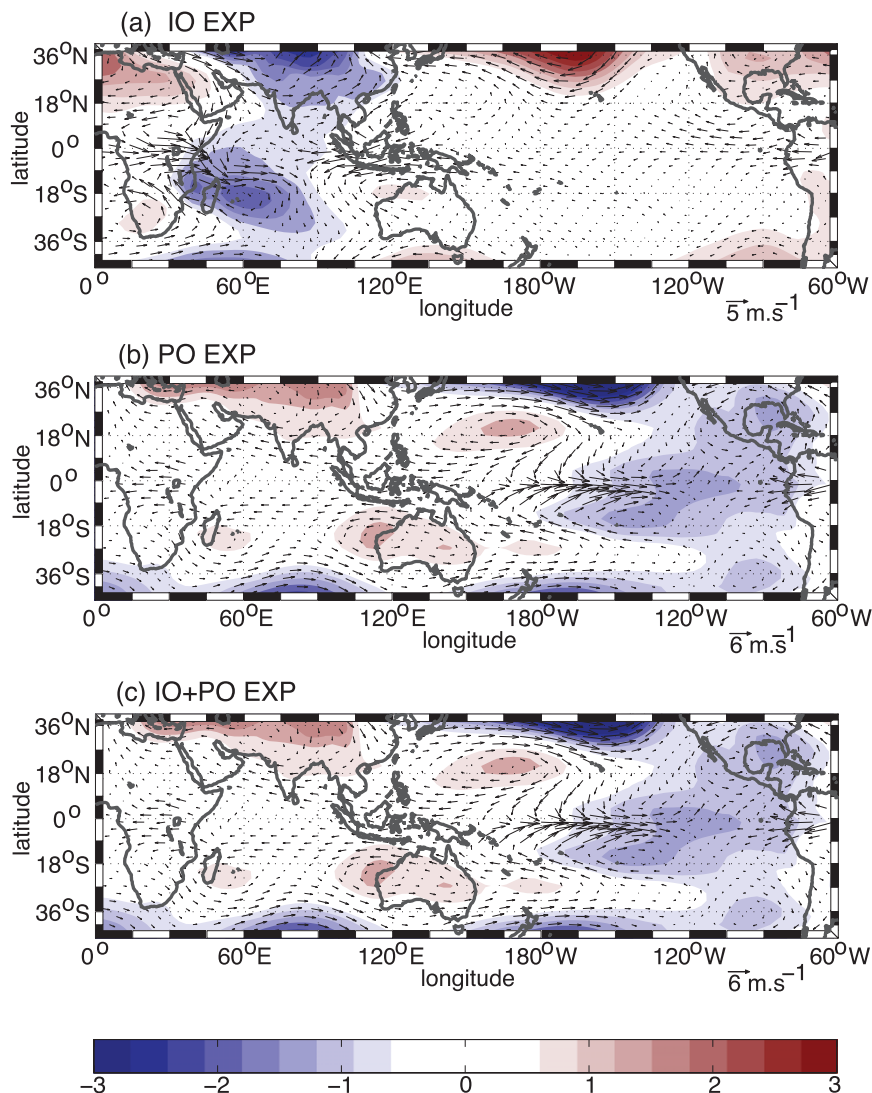 (a) IO EXP
36°N
18°N
0°
18°S
36°S
latitude
0° 60°E 120°E 180°W 120°W 60°W
longitude
5 m.s⁻¹
(b) PO EXP
36°N
18°N
0°
18°S
36°S
latitude
0° 60°E 120°E 180°W 120°W 60°W
longitude
6 m.s⁻¹
(c) IO+PO EXP
36°N
18°N
0°
18°S
36°S
latitude
0° 60°E 120°E 180°W 120°W 60°W
longitude
6 m.s⁻¹
−3 −2 −1 0 1 2 3